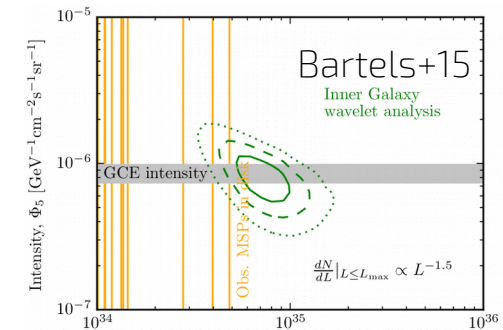 10⁻⁵
Bartels+15
Inner Galaxy
wavelet analysis
Intensity, Φ₅ [GeV⁻¹cm⁻²s⁻¹sr⁻¹]
10⁻⁶
GCE intensity
Obs. MSPs in disk
dN/dL|L≤Lmax ∝ L⁻¹·⁵
10⁻⁷
10³⁴ 10³⁵ 10³⁶